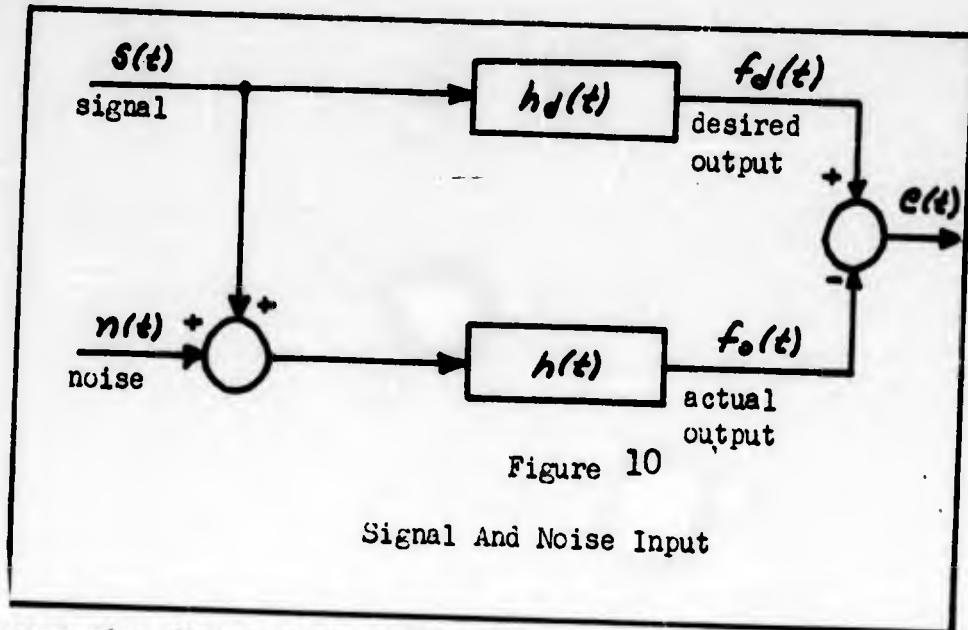 s(t)
signal
h_d(t)
f_d(t)
desired
output
+
e(t)
-
n(t)
+
+
noise
h(t)
f_o(t)
actual
output
Figure 10
Signal And Noise Input